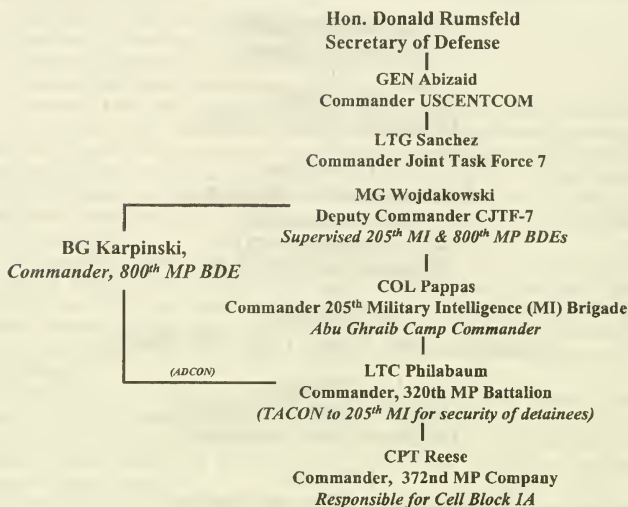 Hon. Donald Rumsfeld
Secretary of Defense
GEN Abizaid
Commander USCENTCOM
LTG Sanchez
Commander Joint Task Force 7
MG Wojdakowski
Deputy Commander CJTF-7
Supervised 205th MI & 800th MP BDEs
BG Karpinski,
Commander, 800th MP BDE
COL Pappas
Commander 205th Military Intelligence (MI) Brigade
Abu Ghraib Camp Commander
(ADCON)
LTC Philabaum
Commander, 320th MP Battalion
(TACON to 205th MI for security of detainees)
CPT Reese
Commander, 372nd MP Company
Responsible for Cell Block 1A